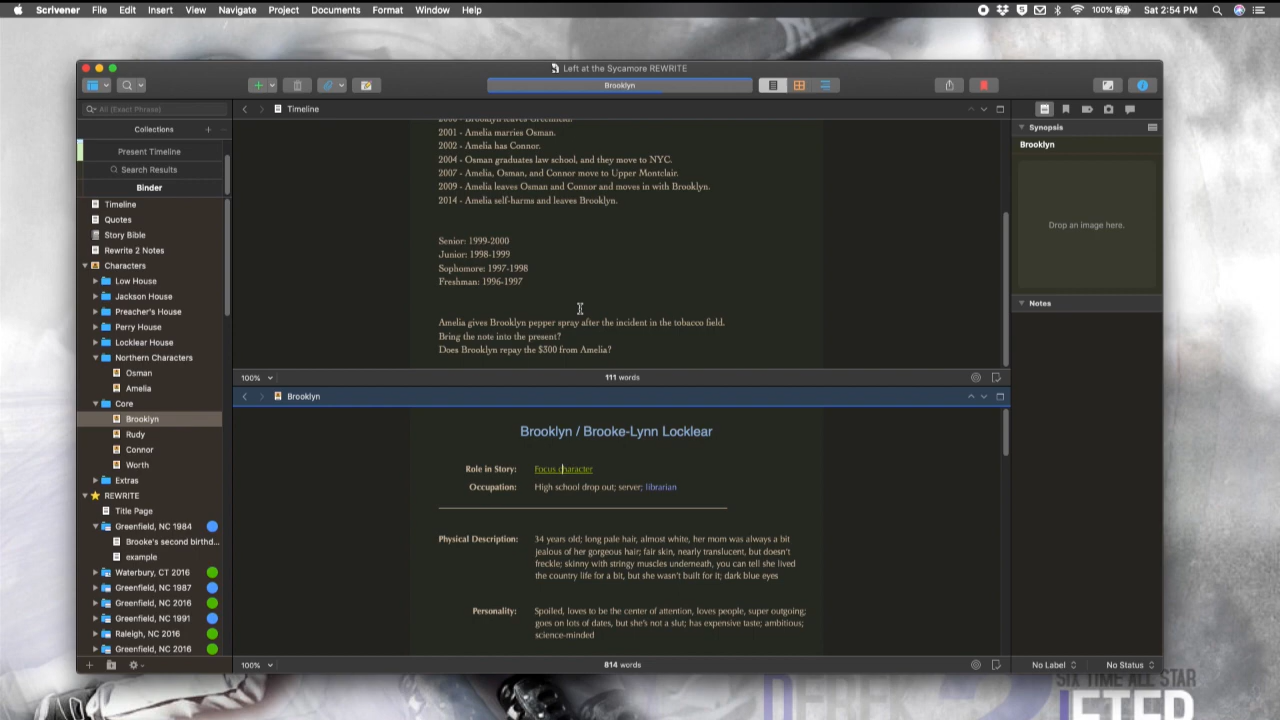 Scrivener File Edit Insert View Navigate Project Documents Format Window Help 100% Sat 2:54 PM
Left at the Sycamore REWRITE
Brooklyn
All (Exact Phrase)
Collections
Present Timeline
Search Results
Binder
Timeline
Quotes
Story Bible
Rewrite 2 Notes
Characters
Low House
Jackson House
Preacher's House
Perry House
Locklear House
Northern Characters
Osman
Amelia
Core
Brooklyn
Rudy
Connor
Worth
Extras
REWRITE
Title Page
Greenfield, NC 1984
Brooke's second birthd...
example
Waterbury, CT 2016
Greenfield, NC 1987
Greenfield, NC 2016
Greenfield, NC 1991
Raleigh, NC 2016
Greenfield, NC 2016
Timeline
2000 - Brooklyn leaves Greenfield.
2001 - Amelia marries Osman.
2002 - Amelia has Connor.
2004 - Osman graduates law school, and they move to NYC.
2007 - Amelia, Osman, and Connor move to Upper Montclair.
2009 - Amelia leaves Osman and Connor and moves in with Brooklyn.
2014 - Amelia self-harms and leaves Brooklyn.
Senior: 1999-2000
Junior: 1998-1999
Sophomore: 1997-1998
Freshman: 1996-1997
Amelia gives Brooklyn pepper spray after the incident in the tobacco field.
Bring the note into the present?
Does Brooklyn repay the $300 from Amelia?
100% 111 words
Brooklyn
Brooklyn / Brooke-Lynn Locklear
Role in Story: Focus character
Occupation: High school drop out; server; librarian
Physical Description: 34 years old; long pale hair, almost white, her mom was always a bit
jealous of her gorgeous hair; fair skin, nearly translucent, but doesn't
freckle; skinny with stringy muscles underneath, you can tell she lived
the country life for a bit, but she wasn't built for it; dark blue eyes
Personality: Spoiled, loves to be the center of attention, loves people, super outgoing;
goes on lots of dates, but she's not a slut; has expensive taste; ambitious;
science-minded
100% 814 words
Synopsis
Brooklyn
Drop an image here.
Notes
No Label No Status
DEREK 2
SIX TIME ALL STAR
JETER